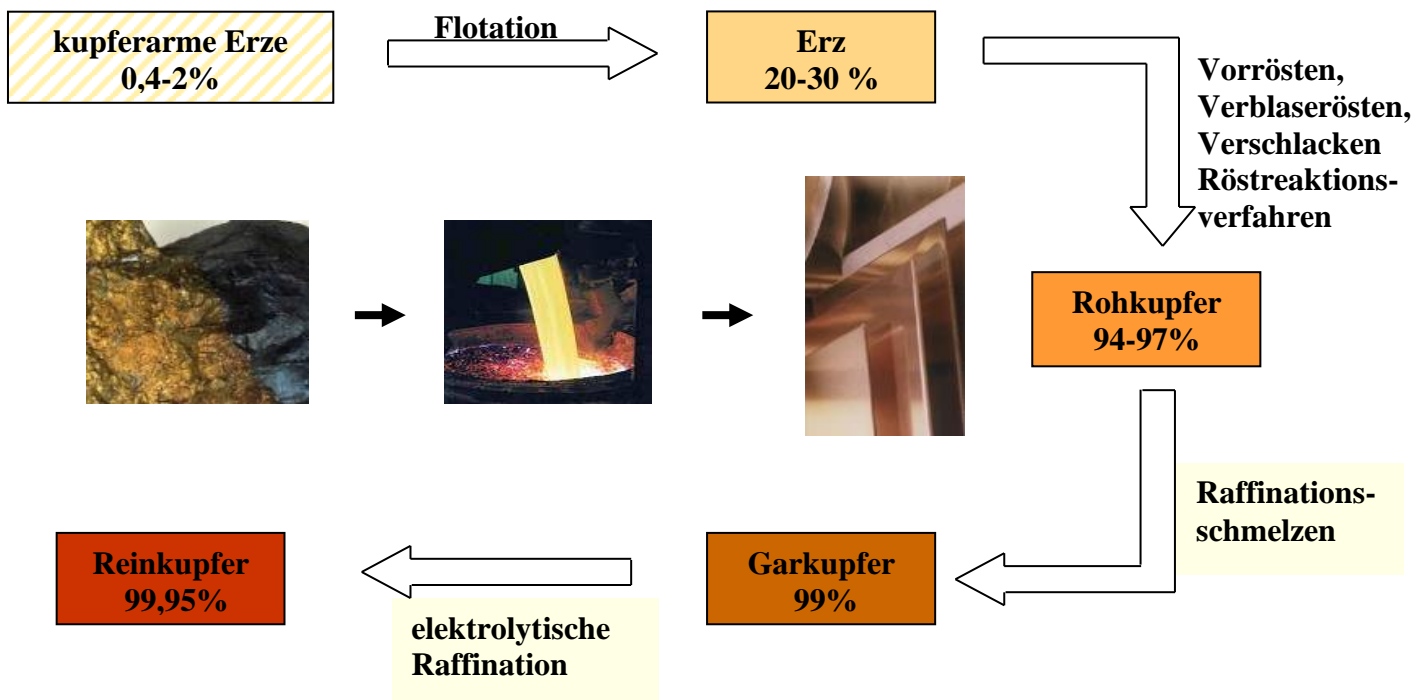 kupferarme Erze
0,4-2%
Flotation
Erz
20-30 %
Vorrösten,
Verblaserösten,
Verschlacken
Röstreaktions-
verfahren
Rohkupfer
94-97%
Raffinations-
schmelzen
Garkupfer
99%
elektrolytische
Raffination
Reinkupfer
99,95%